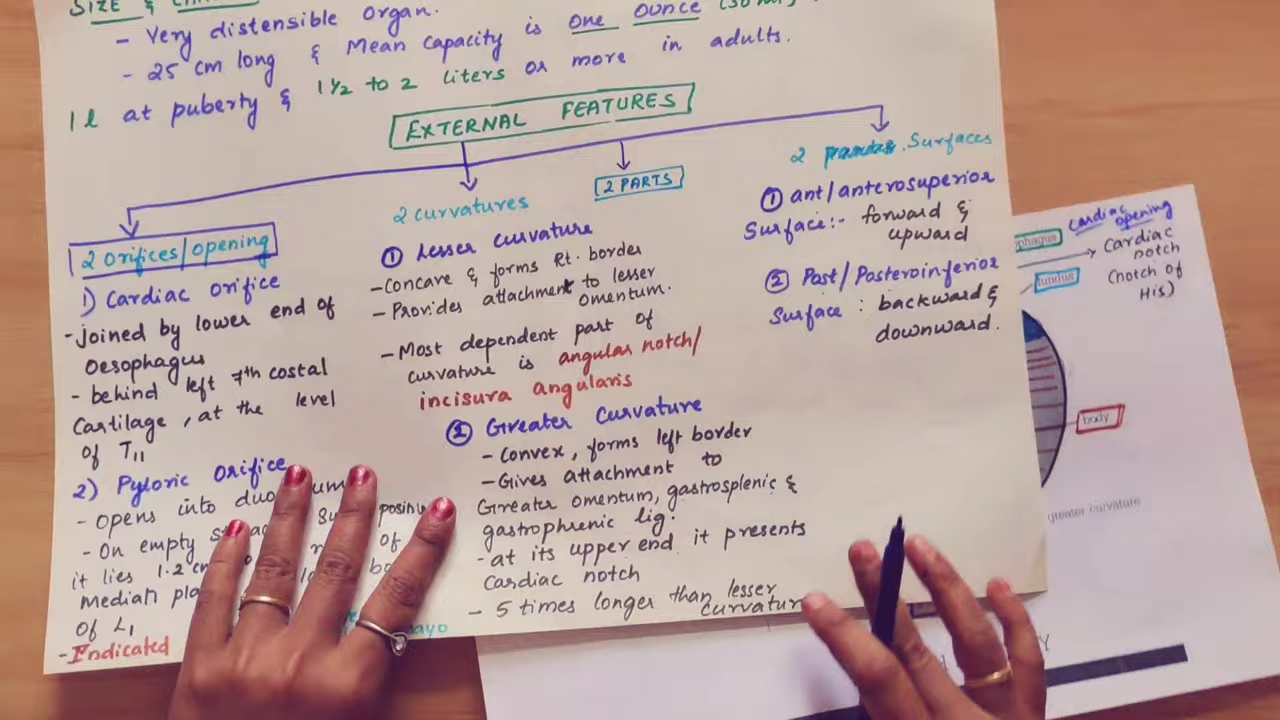 SIZE &
- Very distensible organ.
- 25 cm long & Mean capacity is one ounce
1 l at puberty & 1½ to 2 liters or more in adults.
EXTERNAL FEATURES
2 Orifices/opening
1) Cardiac orifice
- joined by lower end of
Oesophagus
- behind left 7th costal
Cartilage, at the level
of T11
2) Pyloric Orifice
- opens into
- On empty
it lies 1.2 cm
Median
of L1
- Indicated
2 curvatures
① Lesser curvature
- Concave & forms Rt. border
- Provides attachment to lesser
omentum.
- Most dependent part of
curvature is angular notch/
incisura angularis
② Greater Curvature
- Convex, forms left border
- Gives attachment to
Greater omentum, gastrosplenic &
gastrophrenic lig.
- at its upper end it presents
Cardiac notch
- 5 times longer than lesser
curvature
2 PARTS
2 Surfaces
① ant/anterosuperior
Surface:- forward &
upward
② Post/Posteroinferior
Surface: backward &
downward.
cardiac
opening
Cardiac
notch
(notch of
His)
fundus
body
greater curvature